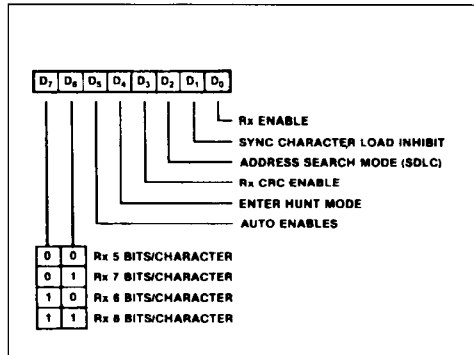 D7 D6 D5 D4 D3 D2 D1 D0
Rx ENABLE
SYNC CHARACTER LOAD INHIBIT
ADDRESS SEARCH MODE (SDLC)
Rx CRC ENABLE
ENTER HUNT MODE
AUTO ENABLES
0 0 Rx 5 BITS/CHARACTER
0 1 Rx 7 BITS/CHARACTER
1 0 Rx 6 BITS/CHARACTER
1 1 Rx 8 BITS/CHARACTER